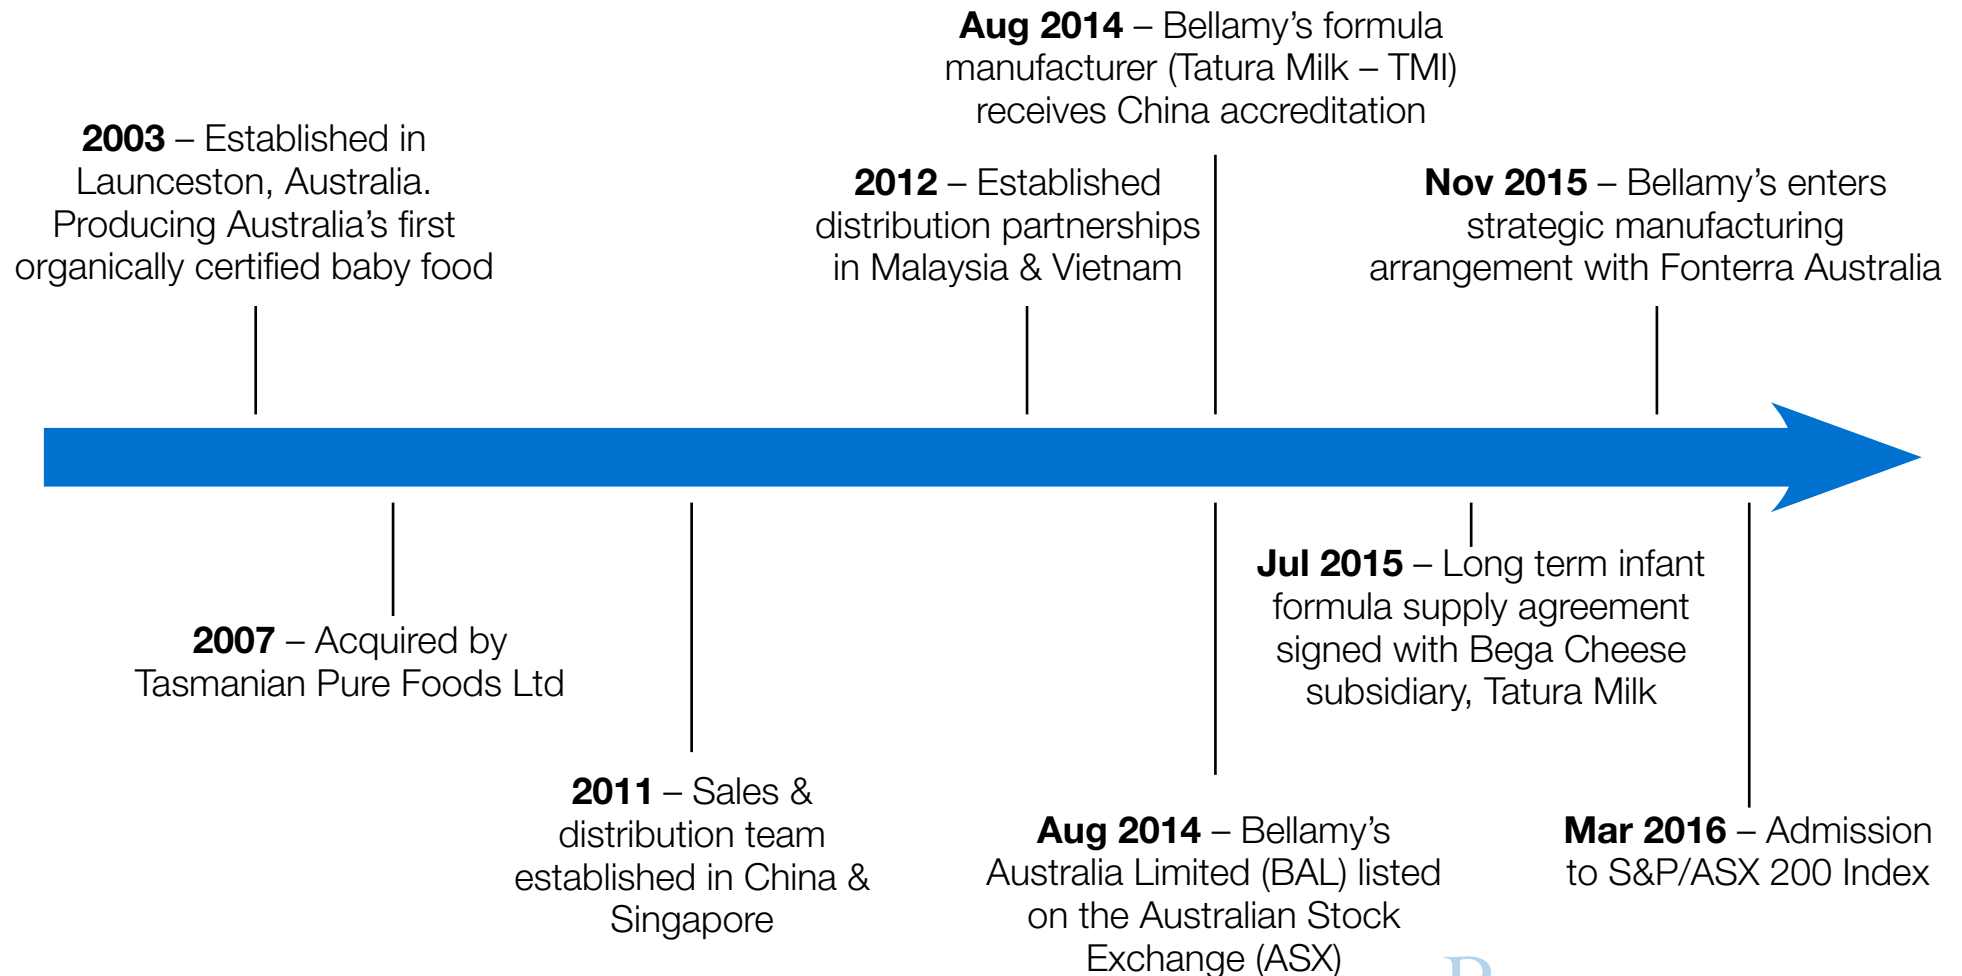 2003 – Established in
Launceston, Australia.
Producing Australia’s first
organically certified baby food
2007 – Acquired by
Tasmanian Pure Foods Ltd
2011 – Sales &
distribution team
established in China &
Singapore
2012 – Established
distribution partnerships
in Malaysia & Vietnam
Aug 2014 – Bellamy’s formula
manufacturer (Tatura Milk – TMI)
receives China accreditation
Aug 2014 – Bellamy’s
Australia Limited (BAL) listed
on the Australian Stock
Exchange (ASX)
Jul 2015 – Long term infant
formula supply agreement
signed with Bega Cheese
subsidiary, Tatura Milk
Nov 2015 – Bellamy’s enters
strategic manufacturing
arrangement with Fonterra Australia
Mar 2016 – Admission
to S&P/ASX 200 Index